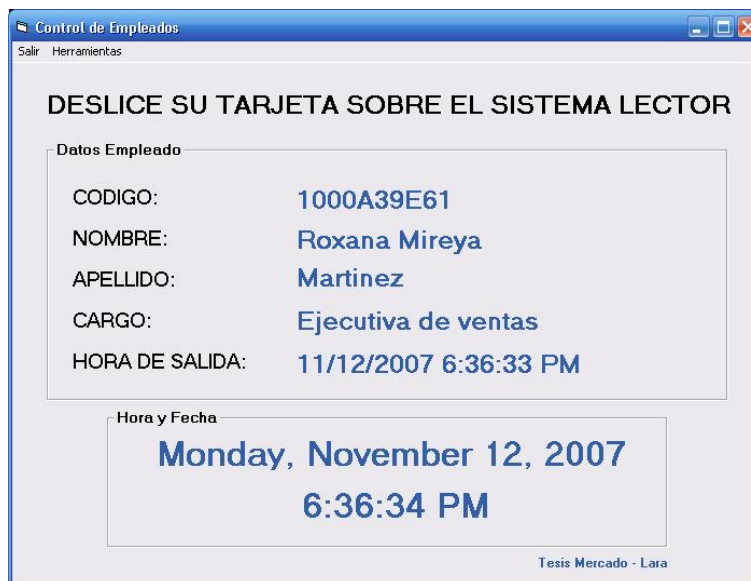 Control de Empleados
Salir Herramientas
DESLICE SU TARJETA SOBRE EL SISTEMA LECTOR
Datos Empleado
CODIGO: 1000A39E61
NOMBRE: Roxana Mireya
APELLIDO: Martinez
CARGO: Ejecutiva de ventas
HORA DE SALIDA: 11/12/2007 6:36:33 PM
Hora y Fecha
Monday, November 12, 2007
6:36:34 PM
Tesis Mercado - Lara